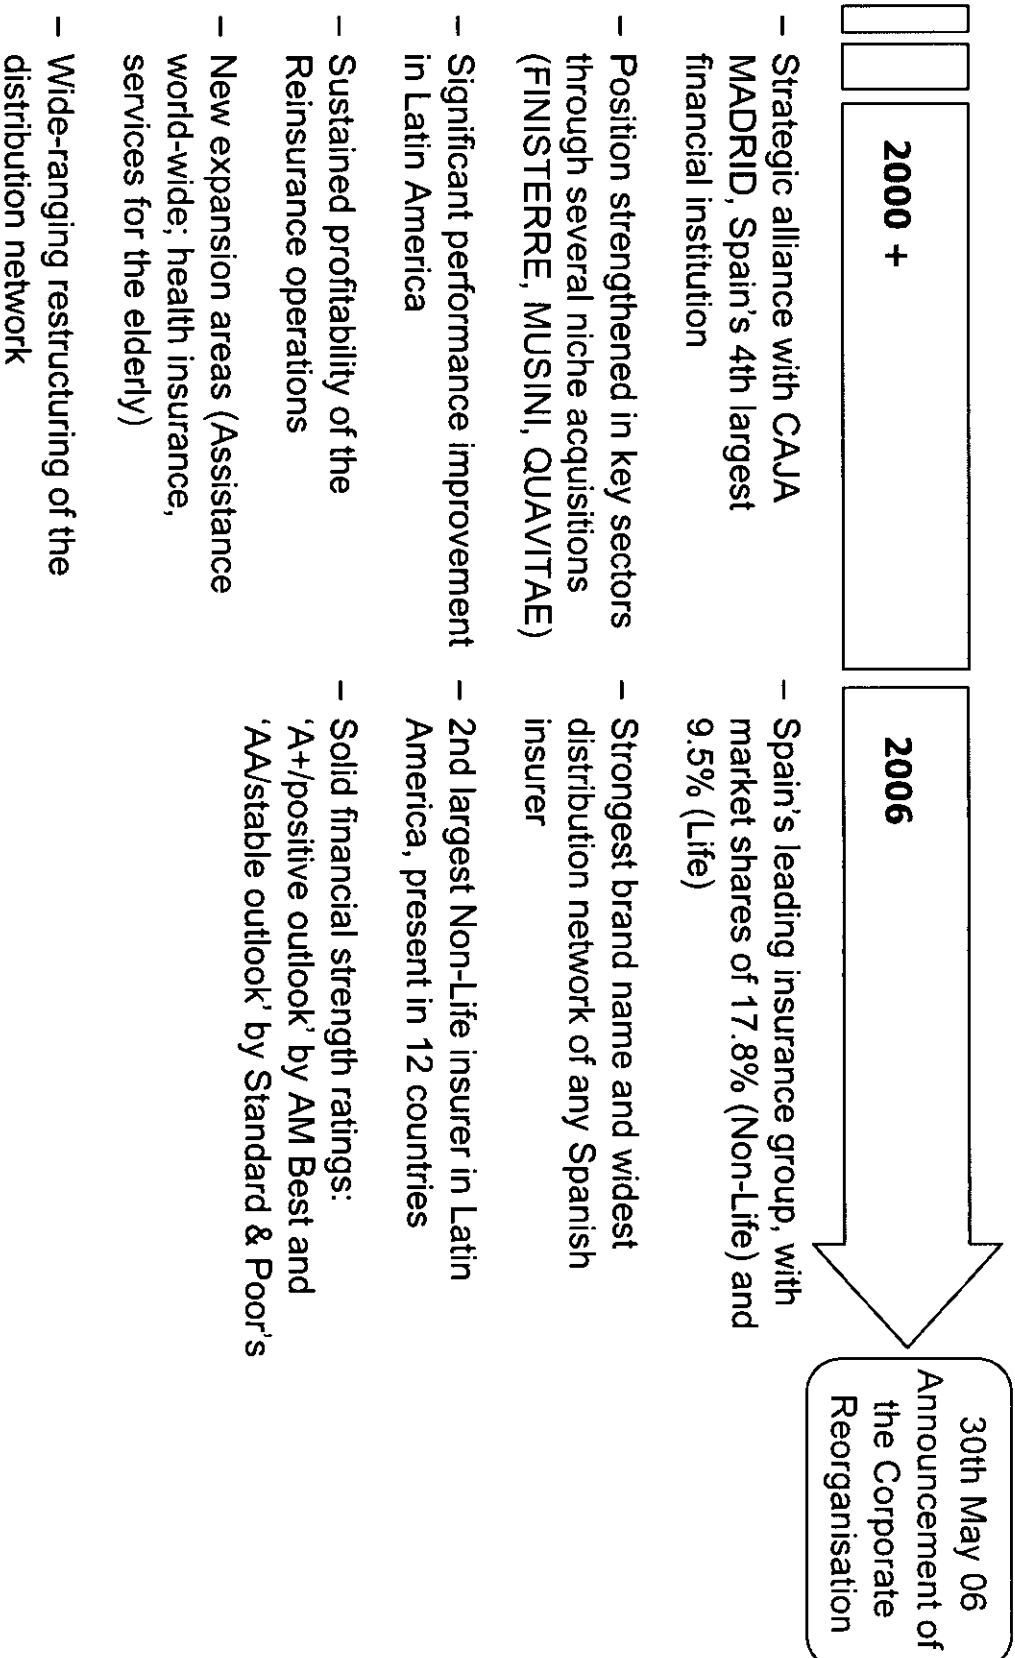 2000 +
– Strategic alliance with CAJA
MADRID, Spain's 4th largest
financial institution
– Position strengthened in key sectors
through several niche acquisitions
(FINISTERRE, MUSINI, QUAVITAE)
– Significant performance improvement
in Latin America
– Sustained profitability of the
Reinsurance operations
– New expansion areas (Assistance
world-wide; health insurance,
services for the elderly)
– Wide-ranging restructuring of the
distribution network
2006
– Spain's leading insurance group, with
market shares of 17.8% (Non-Life) and
9.5% (Life)
– Strongest brand name and widest
distribution network of any Spanish
insurer
– 2nd largest Non-Life insurer in Latin
America, present in 12 countries
– Solid financial strength ratings:
‘A+/positive outlook’ by AM Best and
‘AA/stable outlook’ by Standard & Poor's
30th May 06
Announcement of
the Corporate
Reorganisation